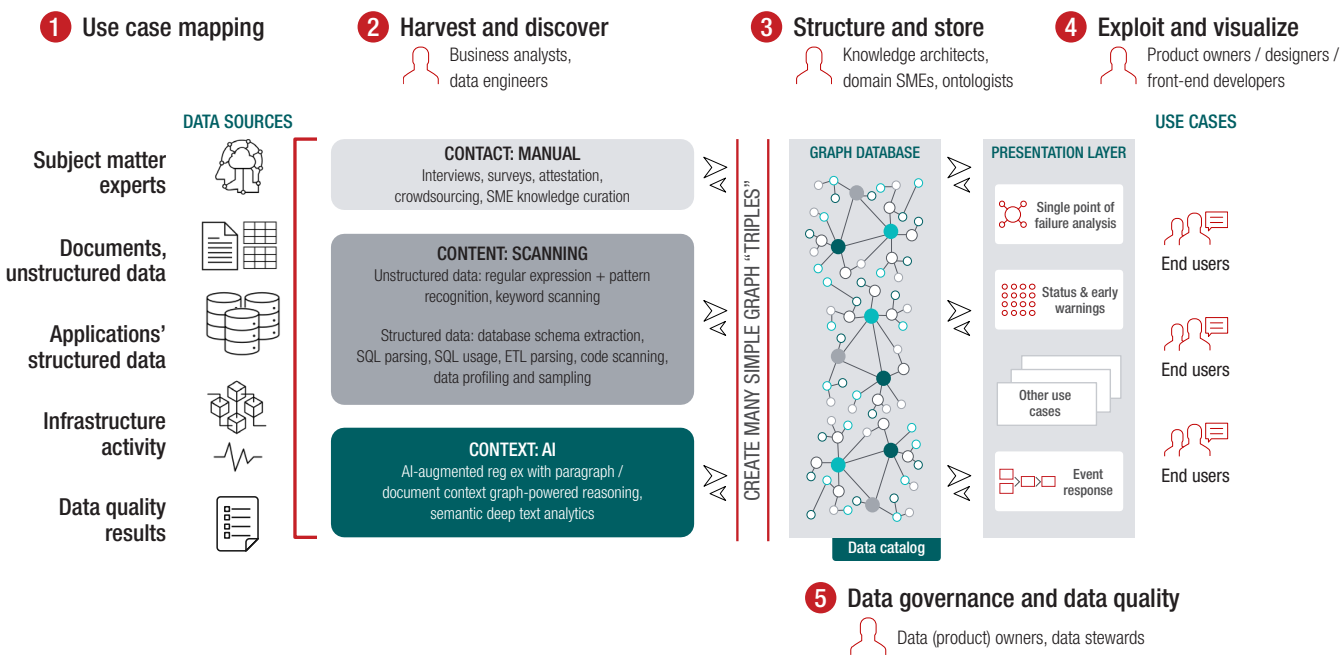 1 Use case mapping
2 Harvest and discover
Business analysts,
data engineers
3 Structure and store
Knowledge architects,
domain SMEs, ontologists
4 Exploit and visualize
Product owners / designers /
front-end developers
DATA SOURCES
Subject matter
experts
Documents,
unstructured data
Applications’
structured data
Infrastructure
activity
Data quality
results
CONTACT: MANUAL
Interviews, surveys, attestation,
crowdsourcing, SME knowledge curation
CONTENT: SCANNING
Unstructured data: regular expression + pattern
recognition, keyword scanning
Structured data: database schema extraction,
SQL parsing, SQL usage, ETL parsing, code scanning,
data profiling and sampling
CONTEXT: AI
AI-augmented reg ex with paragraph /
document context graph-powered reasoning,
semantic deep text analytics
CREATE MANY SIMPLE GRAPH “TRIPLES”
GRAPH DATABASE
Data catalog
PRESENTATION LAYER
Single point of
failure analysis
Status & early
warnings
Other use
cases
Event
response
USE CASES
End users
End users
End users
5 Data governance and data quality
Data (product) owners, data stewards